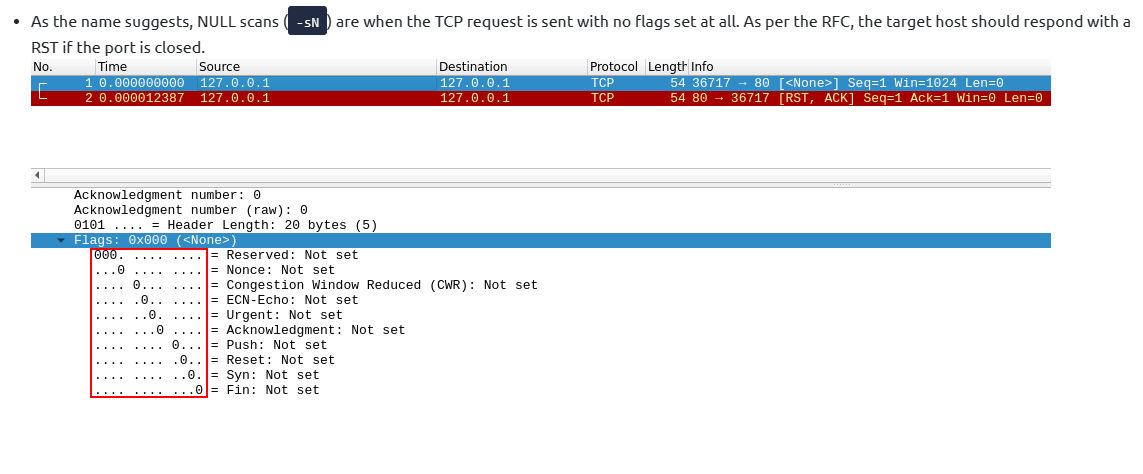 As the name suggests, NULL scans ( -sN ) are when the TCP request is sent with no flags set at all. As per the RFC, the target host should respond with a
RST if the port is closed.
No. Time Source Destination Protocol Length Info
1 0.000000000 127.0.0.1 127.0.0.1 TCP 54 36717 → 80 [<None>] Seq=1 Win=1024 Len=0
2 0.000012387 127.0.0.1 127.0.0.1 TCP 54 80 → 36717 [RST, ACK] Seq=1 Ack=1 Win=0 Len=0
Acknowledgment number: 0
Acknowledgment number (raw): 0
0101 .... = Header Length: 20 bytes (5)
Flags: 0x000 (<None>)
000. .... .... = Reserved: Not set
...0 .... .... = Nonce: Not set
.... 0... .... = Congestion Window Reduced (CWR): Not set
.... .0.. .... = ECN-Echo: Not set
.... ..0. .... = Urgent: Not set
.... ...0 .... = Acknowledgment: Not set
.... .... 0... = Push: Not set
.... .... .0.. = Reset: Not set
.... .... ..0. = Syn: Not set
.... .... ...0 = Fin: Not set